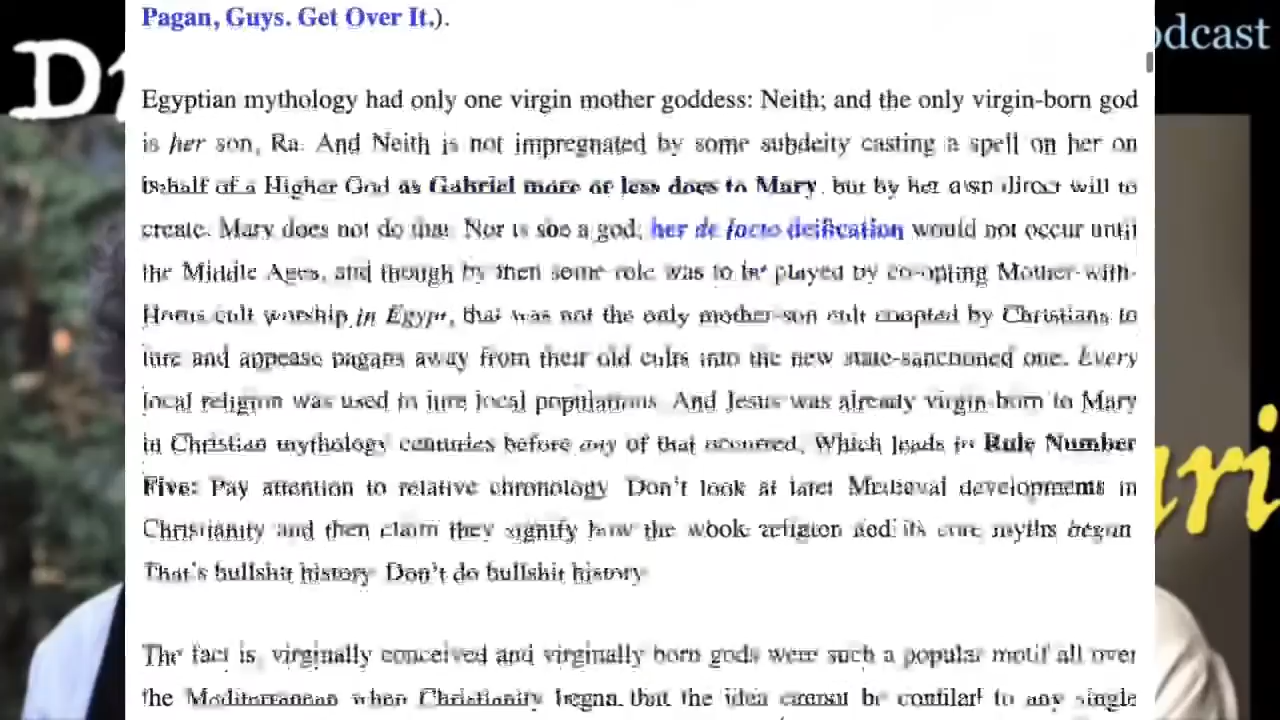 Pagan, Guys. Get Over It.).
D
odcast
Egyptian mythology had only one virgin mother goddess: Neith; and the only virgin-born god
is her son, Ra. And Neith is not impregnated by some subdeity casting a spell on her on
behalf of a Higher God as Gabriel more or less does to Mary, but by her own direct will to
create. Mary does not do that. Nor is she a god; her de facto deification would not occur until
the Middle Ages, and though by then some role was to be played by co-opting Mother-with-
Horus cult worship in Egypt, that was not the only mother-son cult coopted by Christians to
lure and appease pagans away from their old cults into the new state-sanctioned one. Every
local religion was used to lure local populations. And Jesus was already virgin-born to Mary
in Christian mythology centuries before any of that occurred. Which leads to Rule Number
Five: Pay attention to relative chronology. Don't look at later Medieval developments in
Christianity and then claim they signify how the whole religion and its core myths began.
That's bullshit history. Don't do bullshit history.
ri
The fact is, virginally conceived and virginally born gods were such a popular motif all over
the Mediterranean when Christianity began that the idea cannot be confined to any single